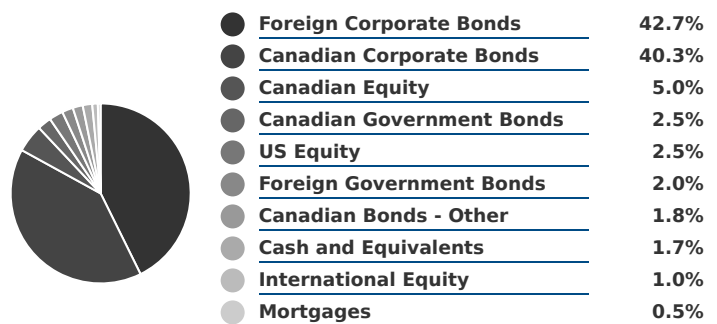 Foreign Corporate Bonds 42.7%
Canadian Corporate Bonds 40.3%
Canadian Equity 5.0%
Canadian Government Bonds 2.5%
US Equity 2.5%
Foreign Government Bonds 2.0%
Canadian Bonds - Other 1.8%
Cash and Equivalents 1.7%
International Equity 1.0%
Mortgages 0.5%